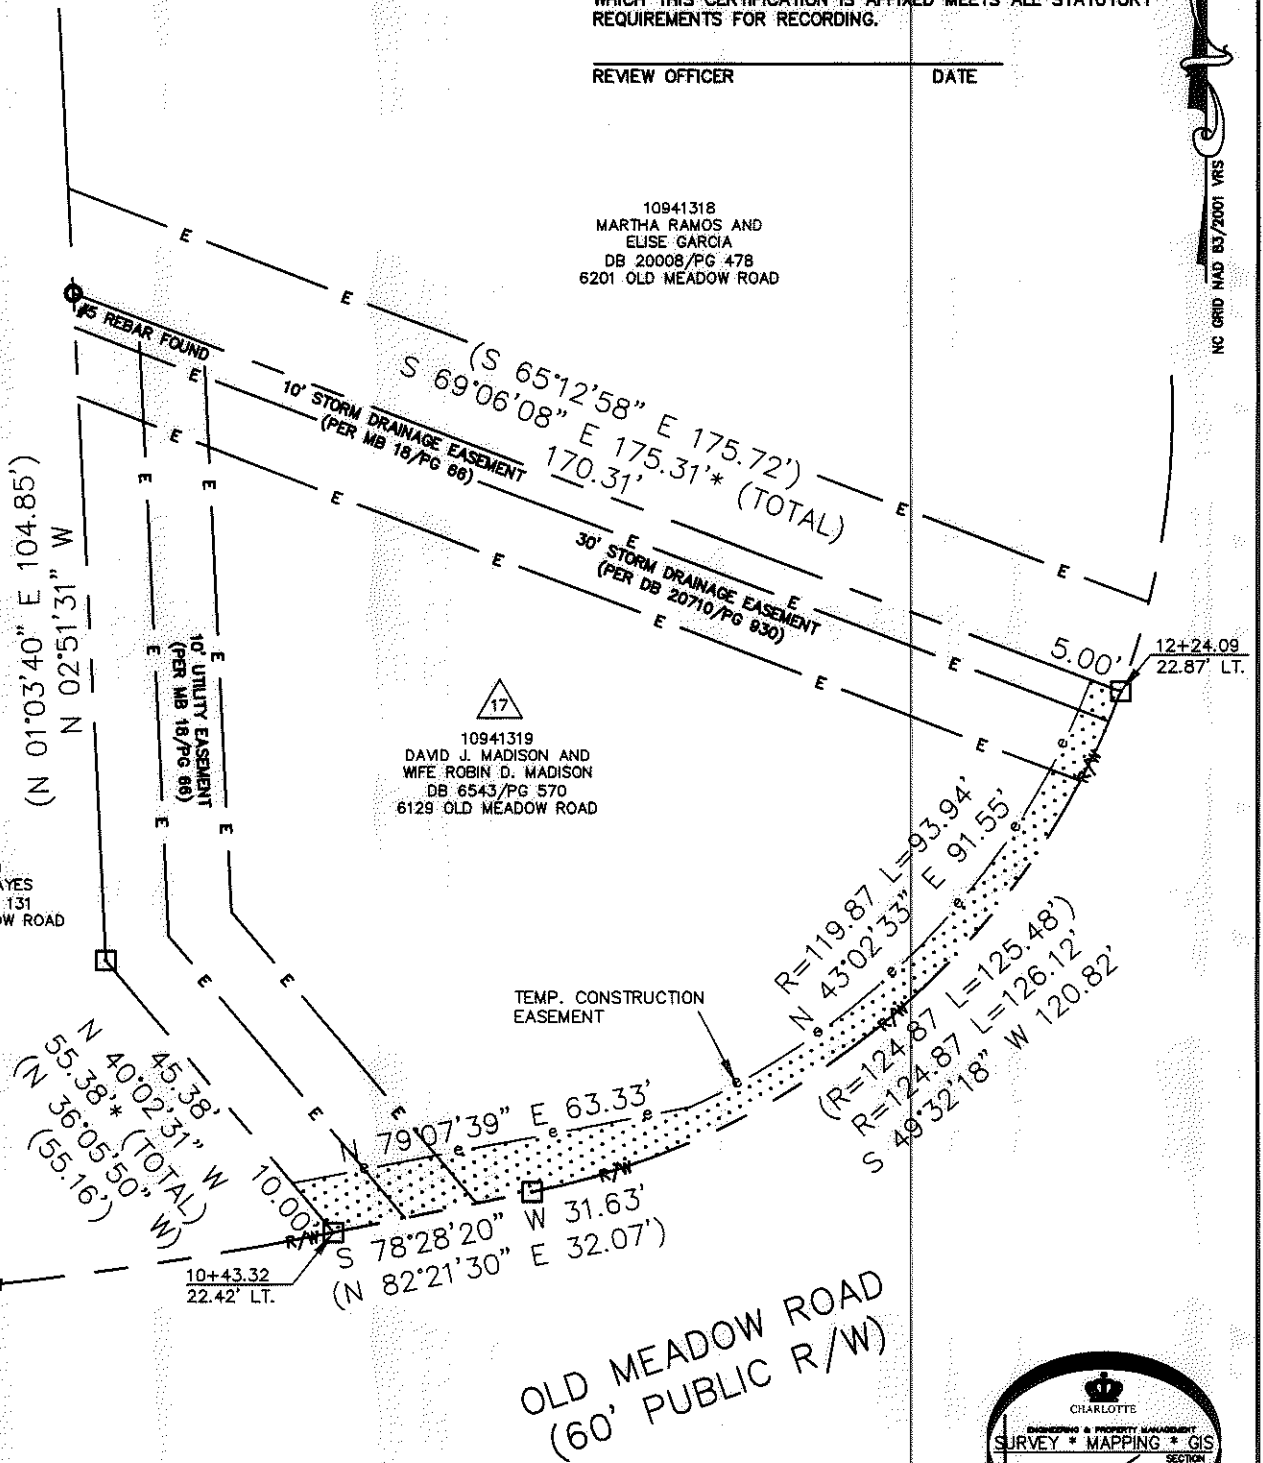 REQUIREMENTS FOR RECORDING.
REVIEW OFFICER DATE
NC GRID NAD 83/2001 VRS
10941318
MARTHA RAMOS AND
ELISE GARCIA
DB 20008/PG 478
6201 OLD MEADOW ROAD
E
E
#5 REBAR FOUND
(S 65°12'58" E 175.72')
S 69°06'08" E 175.31'* (TOTAL)
170.31'
10' STORM DRAINAGE EASEMENT
(PER MB 18/PG 66)
E
E
E
E
E
E
E
E
E
30' STORM DRAINAGE EASEMENT
(PER DB 20710/PG 930)
E
E
E
E
E
(N 01°03'40" E 104.85')
N 02°51'31" W
E
E
E
E
E
E
10' UTILITY EASEMENT
(PER MB 18/PG 66)
5.00'
12+24.09
22.87' LT.
17
10941319
DAVID J. MADISON AND
WIFE ROBIN D. MADISON
DB 6543/PG 570
6129 OLD MEADOW ROAD
e
R/W
R=119.87 L=93.94'
N 43°02'33" E 91.55'
e
e
e
e
R/W
(R=124.87 L=125.48')
R=124.87 L=126.12'
S 49°32'18" W 120.82'
AYES
131
OW ROAD
TEMP. CONSTRUCTION
EASEMENT
e
E
E
E
E
45.38'
N 40°02'31" W
55.38'* (TOTAL)
(N 36°05'50" W)
(55.16')
10.00'
N 79°07'39" E 63.33'
e
e
e
e
R/W
R/W
S 78°28'20" W 31.63'
(N 82°21'30" E 32.07')
10+43.32
22.42' LT.
OLD MEADOW ROAD
(60' PUBLIC R/W)
CHARLOTTE
ENGINEERING & PROPERTY MANAGEMENT
SURVEY * MAPPING * GIS
SECTION